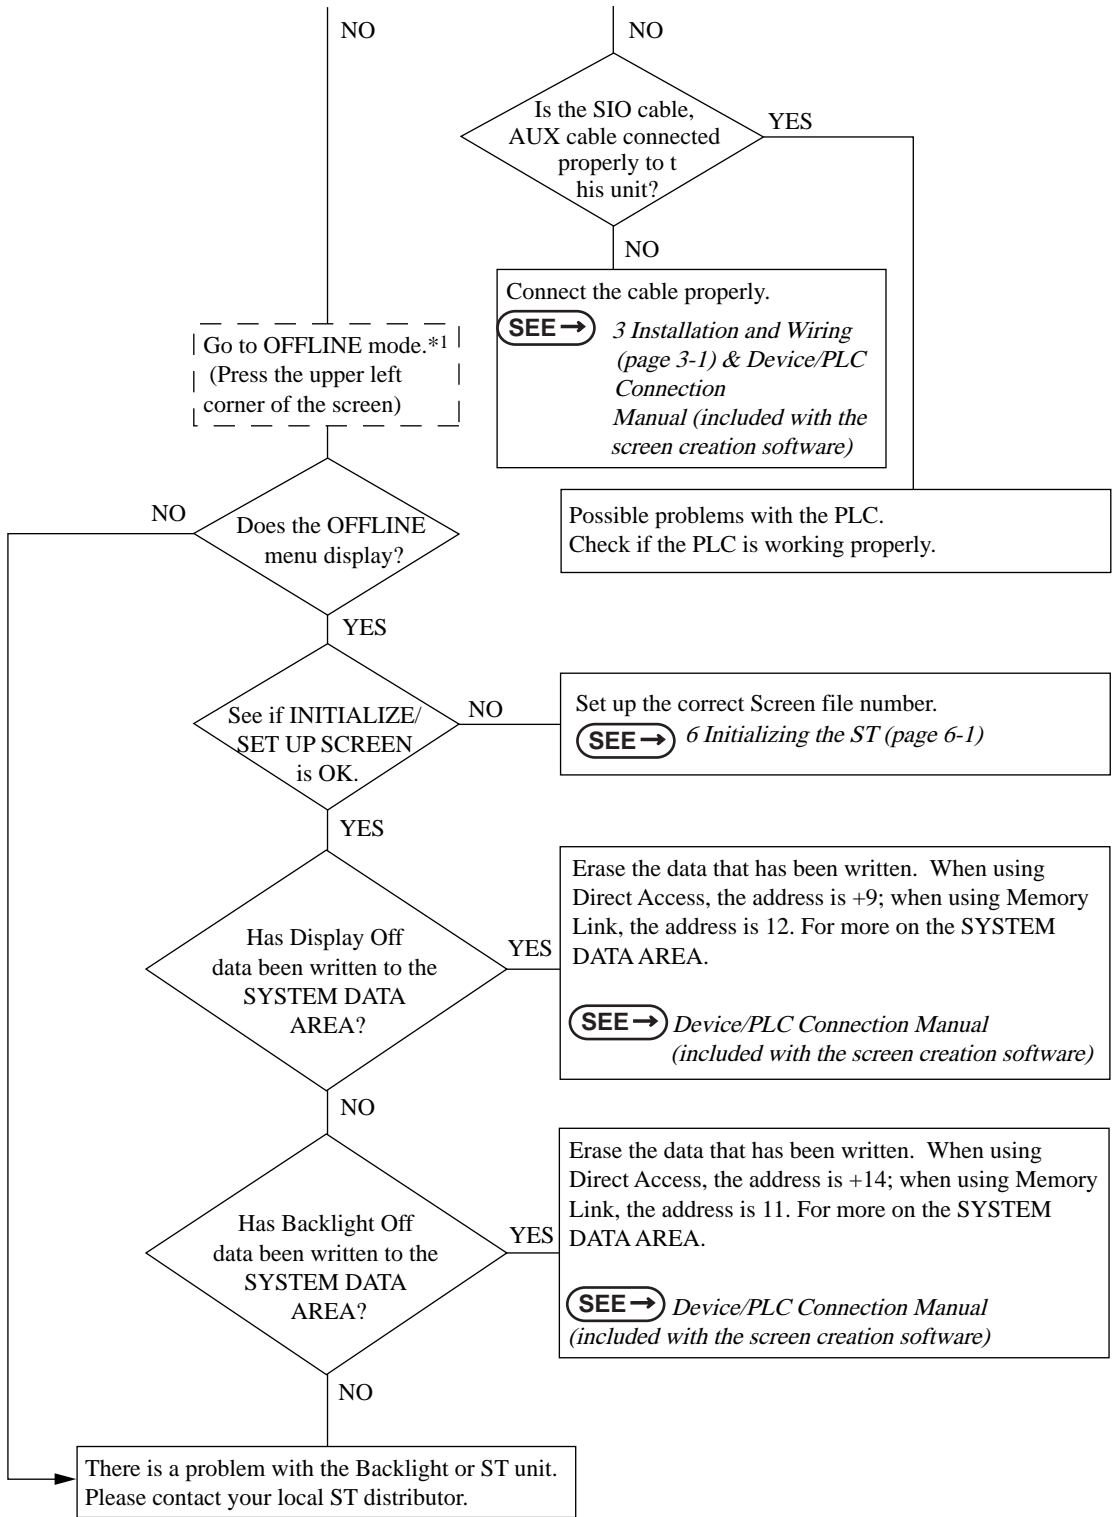 NO
NO
Is the SIO cable,
AUX cable connected
properly to t
his unit?
YES
NO
Connect the cable properly.
SEE→ 3 Installation and Wiring
(page 3-1) & Device/PLC
Connection
Manual (included with the
screen creation software)
Go to OFFLINE mode.*1
(Press the upper left
corner of the screen)
Possible problems with the PLC.
Check if the PLC is working properly.
NO
Does the OFFLINE
menu display?
YES
See if INITIALIZE/
SET UP SCREEN
is OK.
NO
Set up the correct Screen file number.
SEE→ 6 Initializing the ST (page 6-1)
YES
Has Display Off
data been written to the
SYSTEM DATA
AREA?
YES
Erase the data that has been written. When using
Direct Access, the address is +9; when using Memory
Link, the address is 12. For more on the SYSTEM
DATA AREA.
SEE→ Device/PLC Connection Manual
(included with the screen creation software)
NO
Has Backlight Off
data been written to the
SYSTEM DATA
AREA?
YES
Erase the data that has been written. When using
Direct Access, the address is +14; when using Memory
Link, the address is 11. For more on the SYSTEM
DATA AREA.
SEE→ Device/PLC Connection Manual
(included with the screen creation software)
NO
There is a problem with the Backlight or ST unit.
Please contact your local ST distributor.